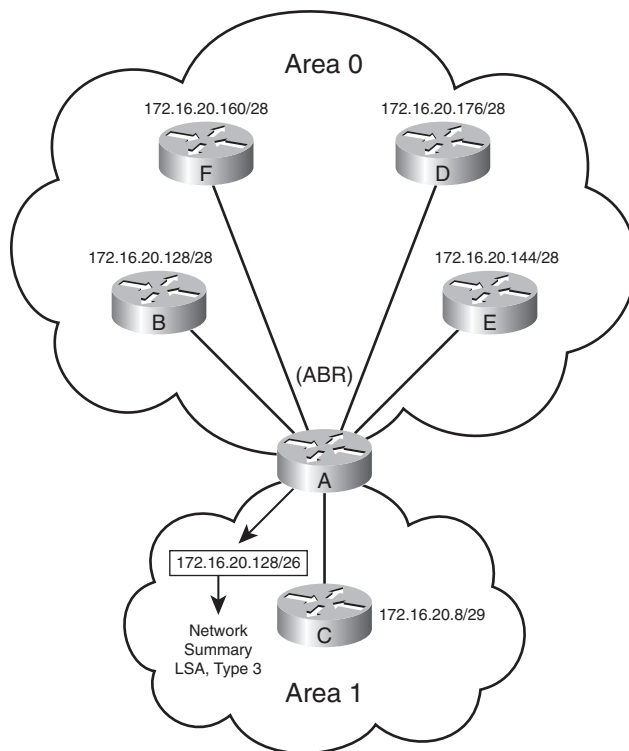 Area 0
172.16.20.160/28
172.16.20.176/28
F
D
172.16.20.128/28
172.16.20.144/28
B
E
(ABR)
A
172.16.20.128/26
C
172.16.20.8/29
Network
Summary
LSA, Type 3
Area 1